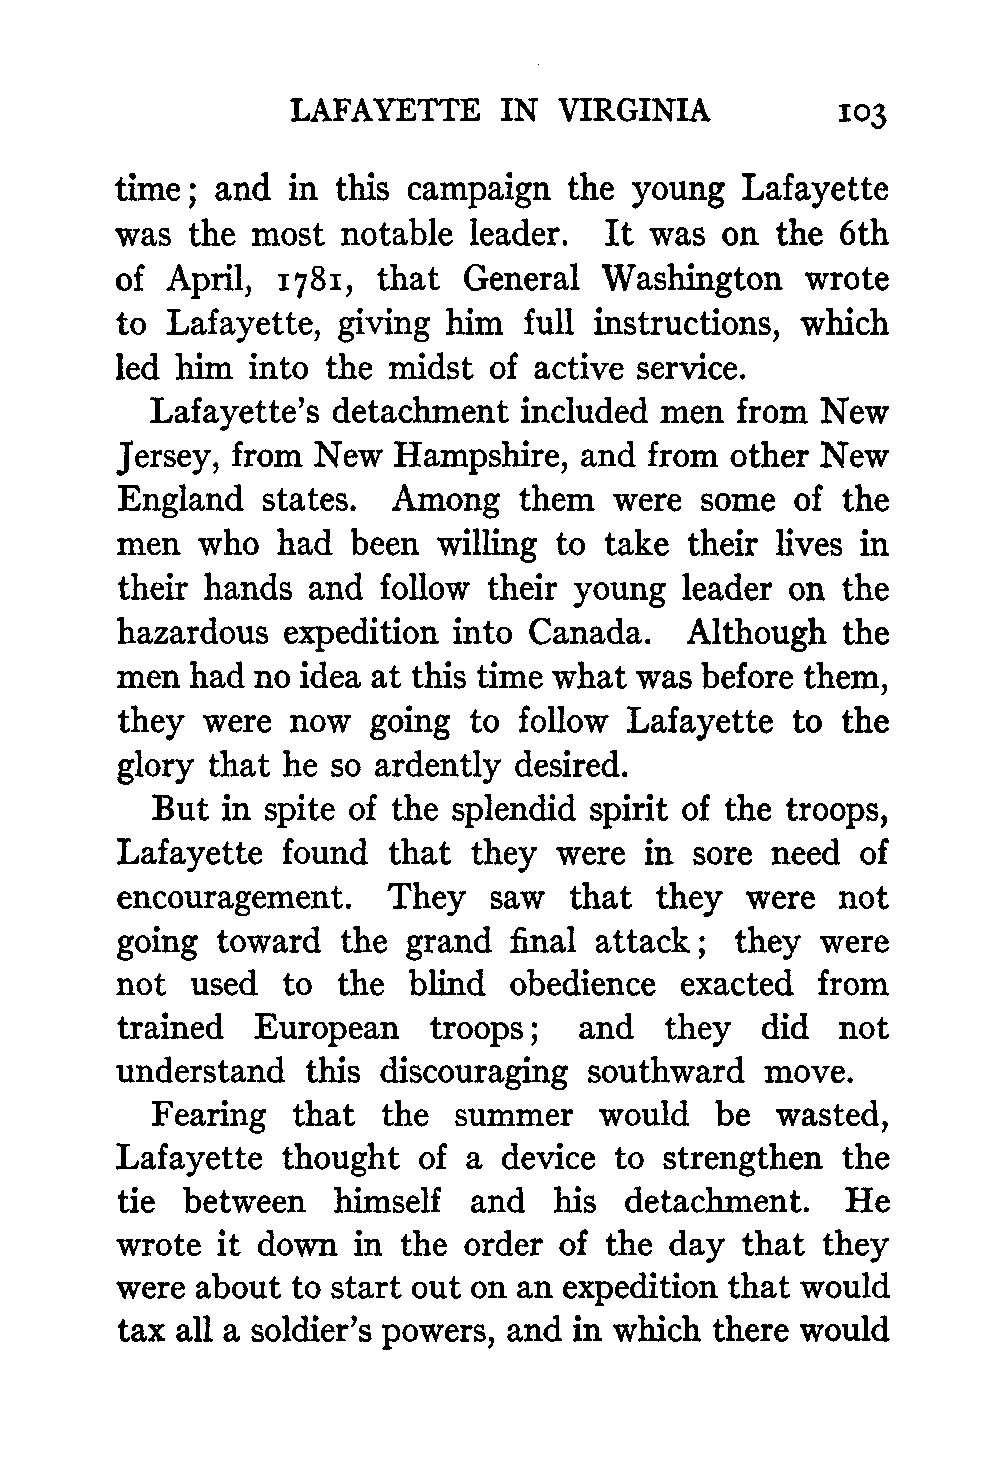 LAFAYETTE IN VIRGINIA 103
time; and in this campaign the young Lafayette
was the most notable leader. It was on the 6th
of April, 1781, that General Washington wrote
to Lafayette, giving him full instructions, which
led him into the midst of active service.
Lafayette's detachment included men from New
Jersey, from New Hampshire, and from other New
England states. Among them were some of the
men who had been willing to take their lives in
their hands and follow their young leader on the
hazardous expedition into Canada. Although the
men had no idea at this time what was before them,
they were now going to follow Lafayette to the
glory that he so ardently desired.
But in spite of the splendid spirit of the troops,
Lafayette found that they were in sore need of
encouragement. They saw that they were not
going toward the grand final attack; they were
not used to the blind obedience exacted from
trained European troops; and they did not
understand this discouraging southward move.
Fearing that the summer would be wasted,
Lafayette thought of a device to strengthen the
tie between himself and his detachment. He
wrote it down in the order of the day that they
were about to start out on an expedition that would
tax all a soldier's powers, and in which there would